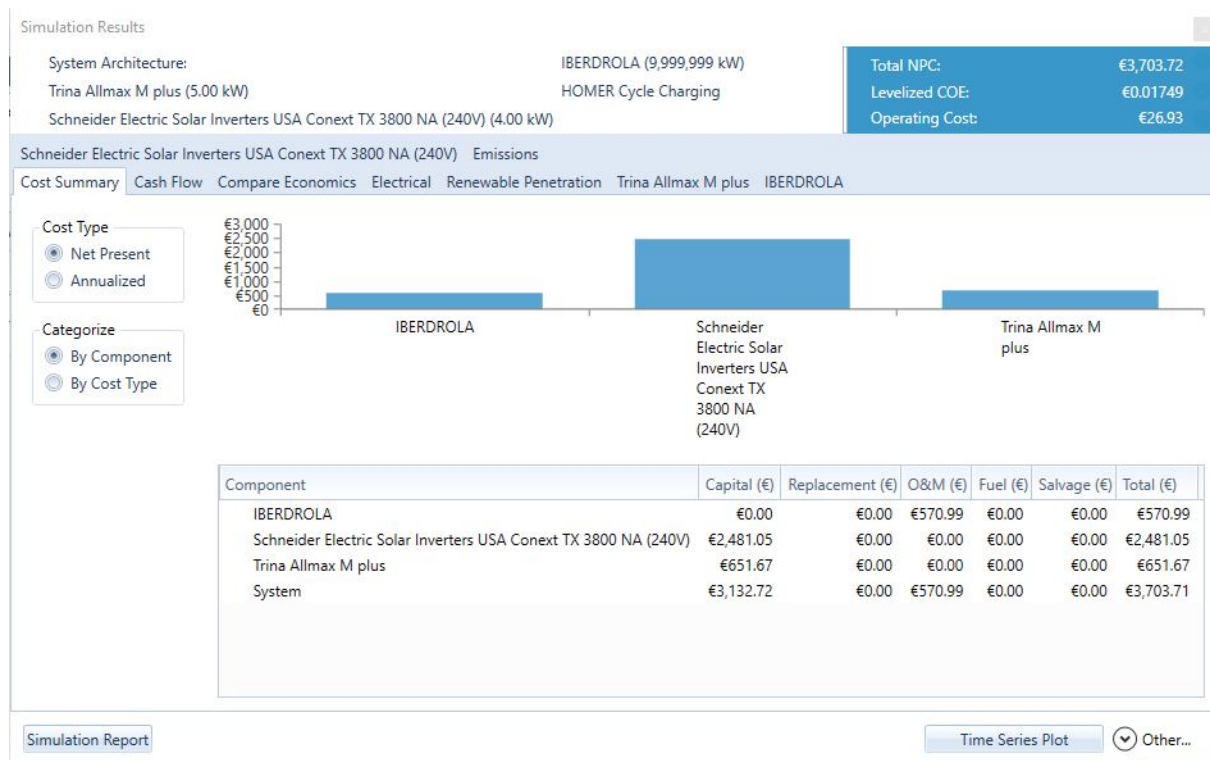 Simulation Results
System Architecture:
IBERDROLA (9,999,999 kW)
Total NPC: €3,703.72
Trina Allmax M plus (5.00 kW)
HOMER Cycle Charging
Levelized COE: €0.01749
Schneider Electric Solar Inverters USA Conext TX 3800 NA (240V) (4.00 kW)
Operating Cost: €26.93
Schneider Electric Solar Inverters USA Conext TX 3800 NA (240V) Emissions
Cost Summary Cash Flow Compare Economics Electrical Renewable Penetration Trina Allmax M plus IBERDROLA
Cost Type
Net Present
Annualized
Categorize
By Component
By Cost Type
€3,000
€2,500
€2,000
€1,500
€1,000
€500
€0
IBERDROLA
Schneider
Electric Solar
Inverters USA
Conext TX
3800 NA
(240V)
Trina Allmax M
plus
Component Capital (€) Replacement (€) O&M (€) Fuel (€) Salvage (€) Total (€)
IBERDROLA €0.00 €0.00 €570.99 €0.00 €0.00 €570.99
Schneider Electric Solar Inverters USA Conext TX 3800 NA (240V) €2,481.05 €0.00 €0.00 €0.00 €0.00 €2,481.05
Trina Allmax M plus €651.67 €0.00 €0.00 €0.00 €0.00 €651.67
System €3,132.72 €0.00 €570.99 €0.00 €0.00 €3,703.71
Simulation Report
Time Series Plot
Other...